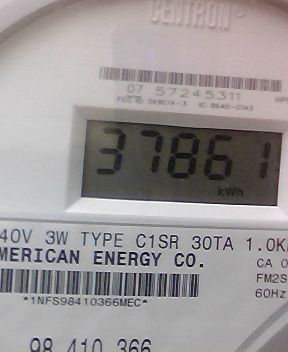 CENTRON®
07 57245311
37861
kWh
40V 3W TYPE C1SR 30TA 1.0K
MERICAN ENERGY CO.
CA 0
FM2S
60Hz
*1NFS98410366MEC*
98 410 366